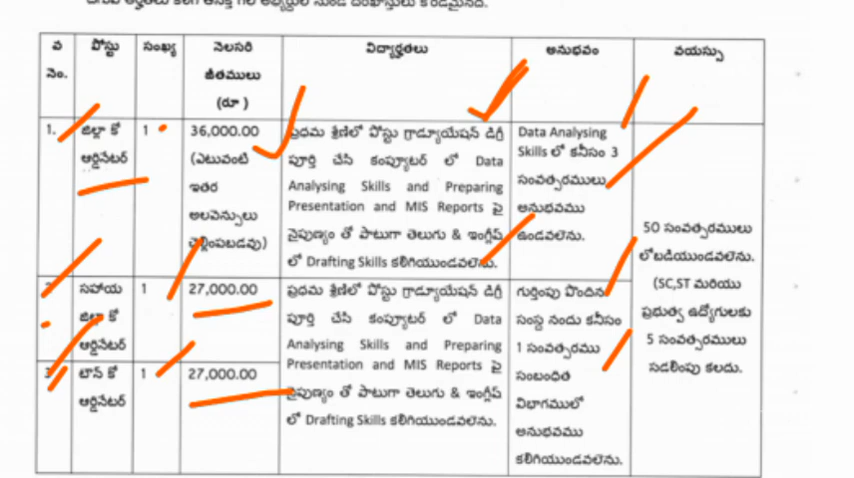 వ నెం.
పోస్టు
సంఖ్య
నెలసరి
జీతములు
(రూ )
విద్యార్హతలు
అనుభవం
వయస్సు
1.
జిల్లా కో
ఆర్డినేటర్
1
36,000.00
(ఎటువంటి
ఇతర
అలవెన్సులు
చెల్లింపబడవు)
ప్రథమ శ్రేణిలో పోస్టు గ్రాడ్యూయేషన్ డిగ్రీ
పూర్తి చేసి కంప్యూటర్ లో Data
Analysing Skills and Preparing
Presentation and MIS Reports పై
నైపుణ్యం తో పాటుగా తెలుగు & ఇంగ్లీష్
లో Drafting Skills కలిగియుండవలెను.
Data Analysing
Skills లో కనీసం 3
సంవత్సరములు
అనుభవము
ఉండవలెను.
50 సంవత్సరములు
లోబడియుండవలెను.
(SC,ST మరియు
ప్రభుత్వ ఉద్యోగులకు
5 సంవత్సరములు
సడలింపు కలదు.
సహాయ
జిల్లా కో
ఆర్డినేటర్
1
27,000.00
ప్రథమ శ్రేణిలో పోస్టు గ్రాడ్యూయేషన్ డిగ్రీ
పూర్తి చేసి కంప్యూటర్ లో Data
Analysing Skills and Preparing
Presentation and MIS Reports పై
నైపుణ్యం తో పాటుగా తెలుగు & ఇంగ్లీష్
లో Drafting Skills కలిగియుండవలెను.
గుర్తింపు పొందిన
సంస్థ నందు కనీసం
1 సంవత్సరము
సంబంధిత
విభాగములో
అనుభవము
కలిగియుండవలెను.
3
టౌన్ కో
ఆర్డినేటర్
1
27,000.00